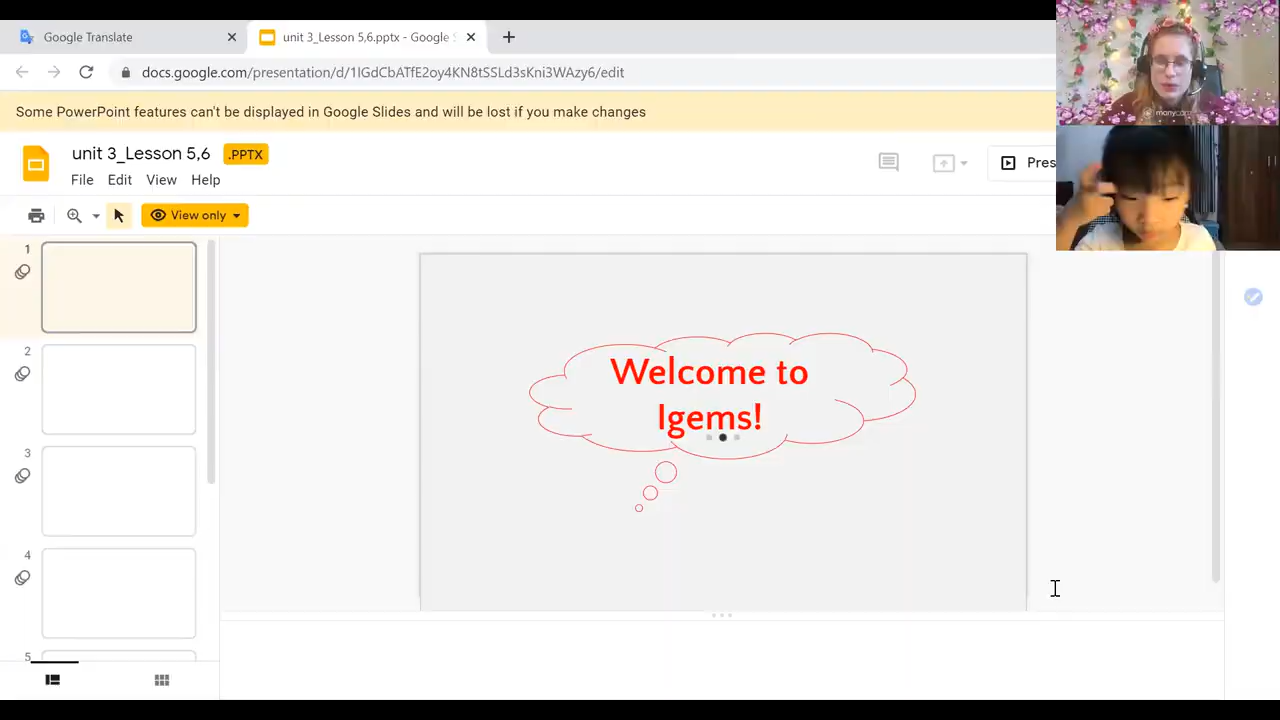 Google Translate
unit 3_Lesson 5,6.pptx - Google S
docs.google.com/presentation/d/1IGdCbATfE2oy4KN8tSSLd3sKni3WAzy6/edit
Some PowerPoint features can't be displayed in Google Slides and will be lost if you make changes
unit 3_Lesson 5,6 .PPTX
File Edit View Help
Pres
View only
1
2
3
4
5
Welcome to
Igems!
manycam